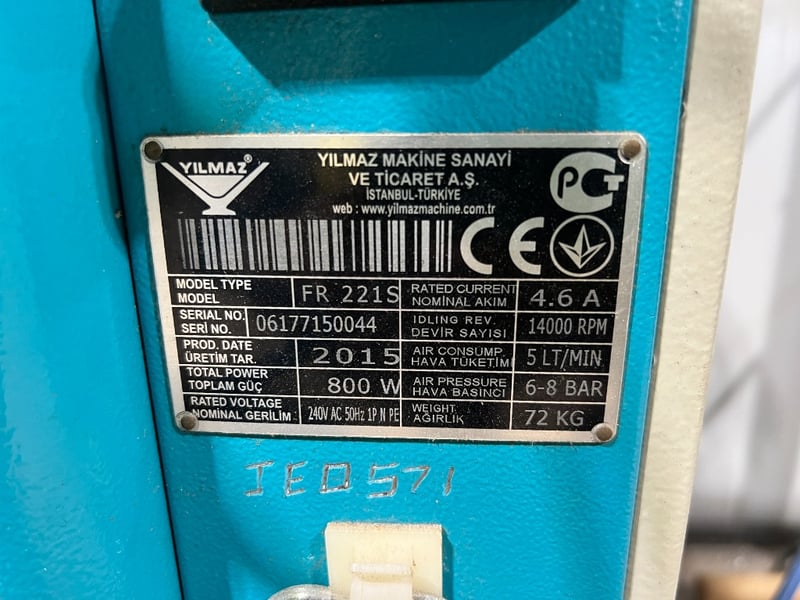 YILMAZ®
YILMAZ MAKİNE SANAYİ
VE TİCARET A.Ş.
İSTANBUL-TÜRKİYE
web : www.yilmazmachine.com.tr
PCT
CE
MODEL TYPE
MODEL
FR 221S
RATED CURRENT
NOMİNAL AKIM
4.6 A
SERIAL NO.
SERİ NO.
06177150044
IDLING REV.
DEVİR SAYISI
14000 RPM
PROD. DATE
ÜRETİM TAR.
2015
AIR CONSUMP.
HAVA TÜKETİMİ
5 LT/MIN
TOTAL POWER
TOPLAM GÜÇ
800 W
AIR PRESSURE
HAVA BASINCI
6-8 BAR
RATED VOLTAGE
NOMİNAL GERİLİM
240V AC 50Hz 1P N PE
WEIGHT
AĞIRLIK
72 KG
IE0571